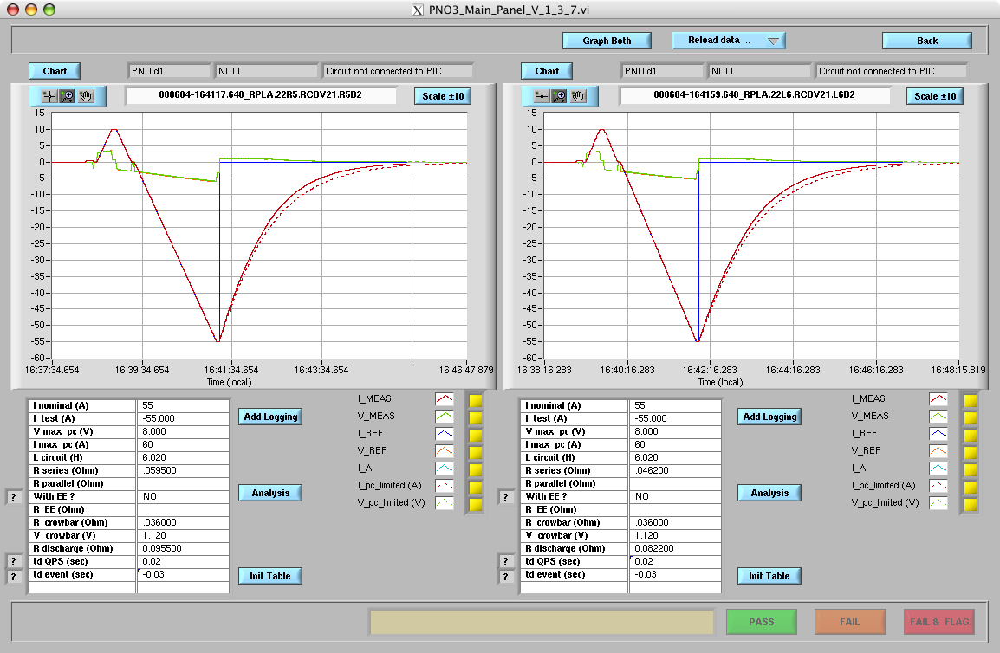 PNO3_Main_Panel_V_1_3_7.vi
Graph Both
Reload data ...
Back
Chart
PNO.d1
NULL
Circuit not connected to PIC
080604-164117.640_RPLA.22R5.RCBV21.R5B2
Scale ±10
15
10
5
0
-5
-10
-15
-20
-25
-30
-35
-40
-45
-50
-55
-60
16:37:34.654
16:39:34.654
16:41:34.654
16:43:34.654
16:46:47.879
Time (local)
I nominal (A) 55
I_test (A) -55.000
V max_pc (V) 8.000
I max_pc (A) 60
L circuit (H) 6.020
R series (Ohm) .059500
R parallel (Ohm)
? With EE ? NO
R_EE (Ohm)
R_crowbar (Ohm) .036000
V_crowbar (V) 1.120
R discharge (Ohm) 0.095500
? td QPS (sec) 0.02
? td event (sec) -0.03
Add Logging
Analysis
Init Table
I_MEAS
V_MEAS
I_REF
V_REF
I_A
I_pc_limited (A)
V_pc_limited (V)
Chart
PNO.d1
NULL
Circuit not connected to PIC
080604-164159.640_RPLA.22L6.RCBV21.L6B2
Scale ±10
15
10
5
0
-5
-10
-15
-20
-25
-30
-35
-40
-45
-50
-55
-60
16:38:16.283
16:40:16.283
16:42:16.283
16:44:16.283
16:46:16.283
16:48:15.819
Time (local)
I nominal (A) 55
I_test (A) -55.000
V max_pc (V) 8.000
I max_pc (A) 60
L circuit (H) 6.020
R series (Ohm) .046200
R parallel (Ohm)
? With EE ? NO
R_EE (Ohm)
R_crowbar (Ohm) .036000
V_crowbar (V) 1.120
R discharge (Ohm) 0.082200
? td QPS (sec) 0.02
? td event (sec) -0.03
Add Logging
Analysis
Init Table
I_MEAS
V_MEAS
I_REF
V_REF
I_A
I_pc_limited (A)
V_pc_limited (V)
PASS
FAIL
FAIL & FLAG